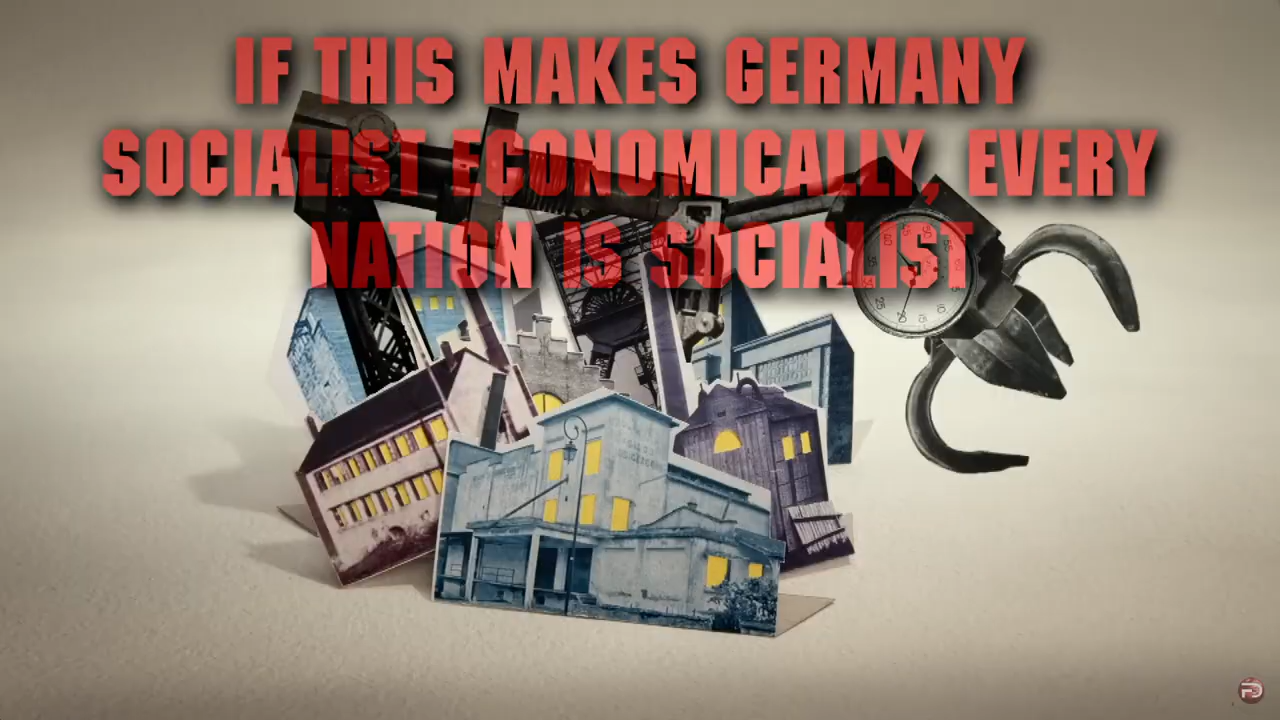 IF THIS MAKES GERMANY
SOCIALIST ECONOMICALLY, EVERY
NATION IS SOCIALIST